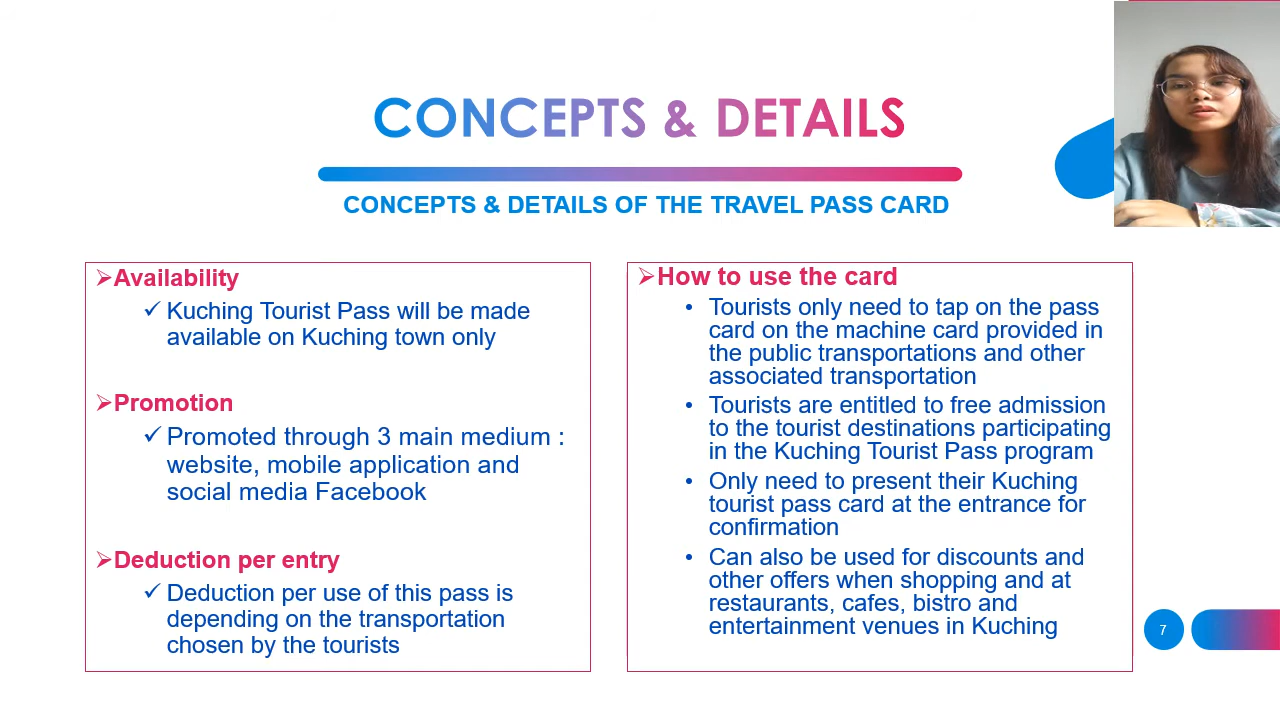 CONCEPTS & DETAILS
CONCEPTS & DETAILS OF THE TRAVEL PASS CARD
➢Availability
✓ Kuching Tourist Pass will be made
available on Kuching town only
➢Promotion
✓ Promoted through 3 main medium :
website, mobile application and
social media Facebook
➢Deduction per entry
✓ Deduction per use of this pass is
depending on the transportation
chosen by the tourists
➢How to use the card
• Tourists only need to tap on the pass
card on the machine card provided in
the public transportations and other
associated transportation
• Tourists are entitled to free admission
to the tourist destinations participating
in the Kuching Tourist Pass program
• Only need to present their Kuching
tourist pass card at the entrance for
confirmation
• Can also be used for discounts and
other offers when shopping and at
restaurants, cafes, bistro and
entertainment venues in Kuching
7